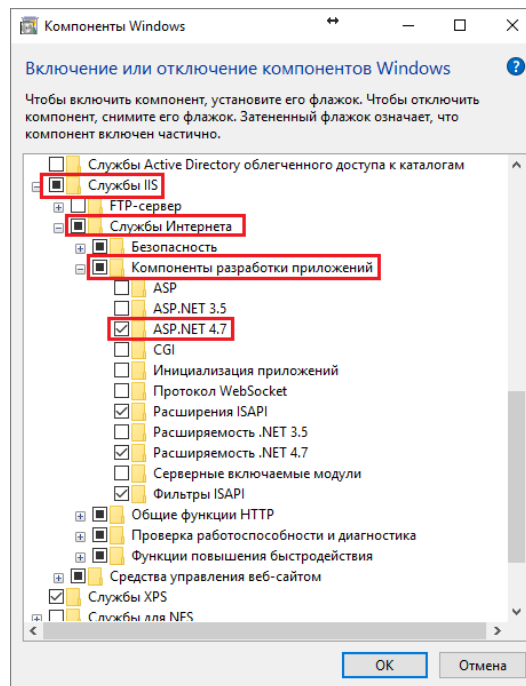 Компоненты Windows
Включение или отключение компонентов Windows
Чтобы включить компонент, установите его флажок. Чтобы отключить
компонент, снимите его флажок. Затененный флажок означает, что
компонент включен частично.
Службы Active Directory облегченного доступа к каталогам
Службы IIS
FTP-сервер
Службы Интернета
Безопасность
Компоненты разработки приложений
ASP
ASP.NET 3.5
ASP.NET 4.7
CGI
Инициализация приложений
Протокол WebSocket
Расширения ISAPI
Расширяемость .NET 3.5
Расширяемость .NET 4.7
Серверные включаемые модули
Фильтры ISAPI
Общие функции HTTP
Проверка работоспособности и диагностика
Функции повышения быстродействия
Средства управления веб-сайтом
Службы XPS
Службы для NFS
ОК
Отмена